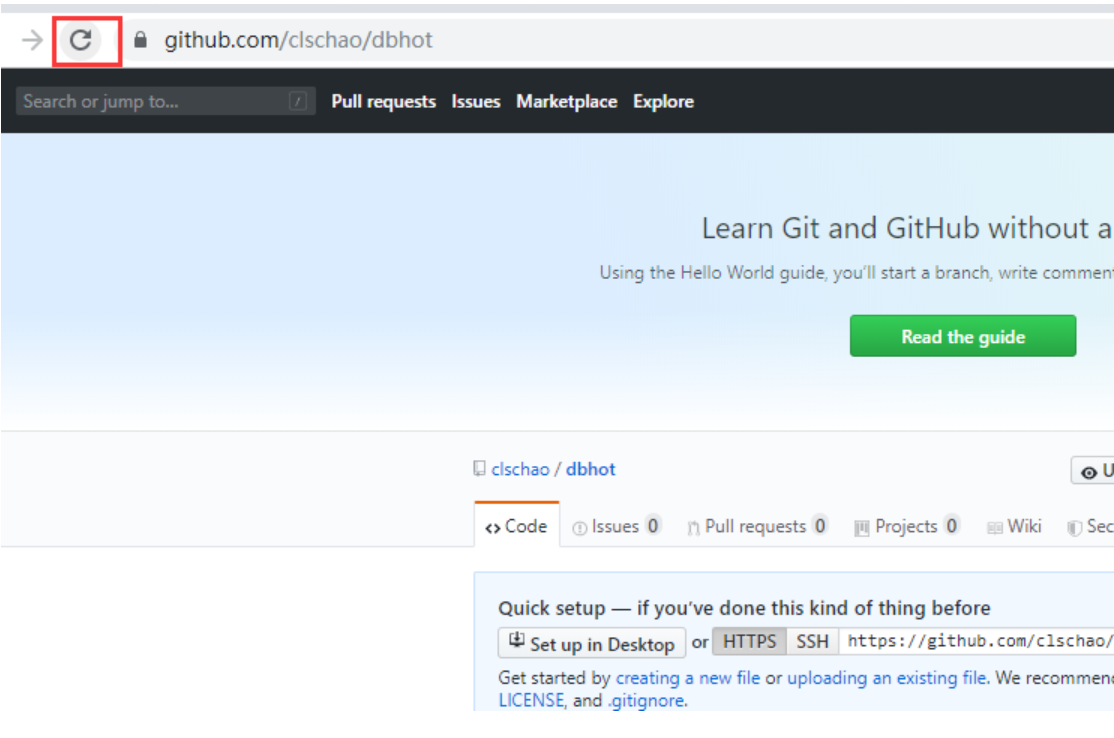 github.com/clschao/dbhot
Search or jump to... / Pull requests Issues Marketplace Explore
Learn Git and GitHub without a
Using the Hello World guide, you'll start a branch, write comment
Read the guide
clschao / dbhot
U
<> Code Issues 0 Pull requests 0 Projects 0 Wiki Sec
Quick setup — if you've done this kind of thing before
Set up in Desktop or HTTPS SSH https://github.com/clschao/
Get started by creating a new file or uploading an existing file. We recommend
LICENSE, and .gitignore.